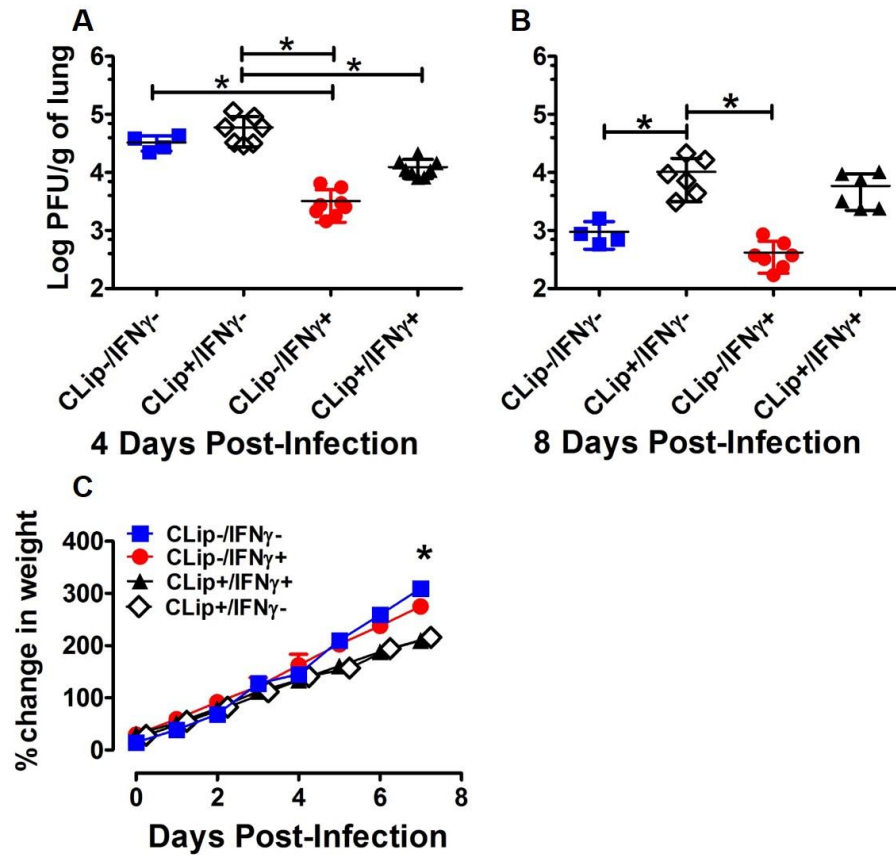 A
B
* * *
* *
Log PFU/g of lung
6
5
4
3
2
6
5
4
3
2
CLip-/IFNγ-
CLip+/IFNγ-
CLip-/IFNγ+
CLip+/IFNγ+
CLip-/IFNγ-
CLip+/IFNγ-
CLip-/IFNγ+
CLip+/IFNγ+
4 Days Post-Infection
8 Days Post-Infection
C
CLip-/IFNγ-
CLip-/IFNγ+
CLip+/IFNγ+
CLip+/IFNγ-
*
% change in weight
400
300
200
100
0
0 2 4 6 8
Days Post-Infection